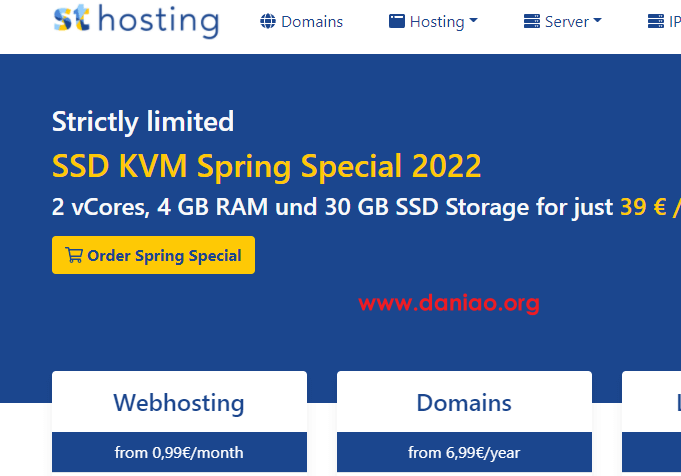 st hosting
Domains
Hosting
Server
IP
Strictly limited
SSD KVM Spring Special 2022
2 vCores, 4 GB RAM und 30 GB SSD Storage for just 39 € /
Order Spring Special
www.daniao.org
Webhosting
Domains
from 0,99€/month
from 6,99€/year